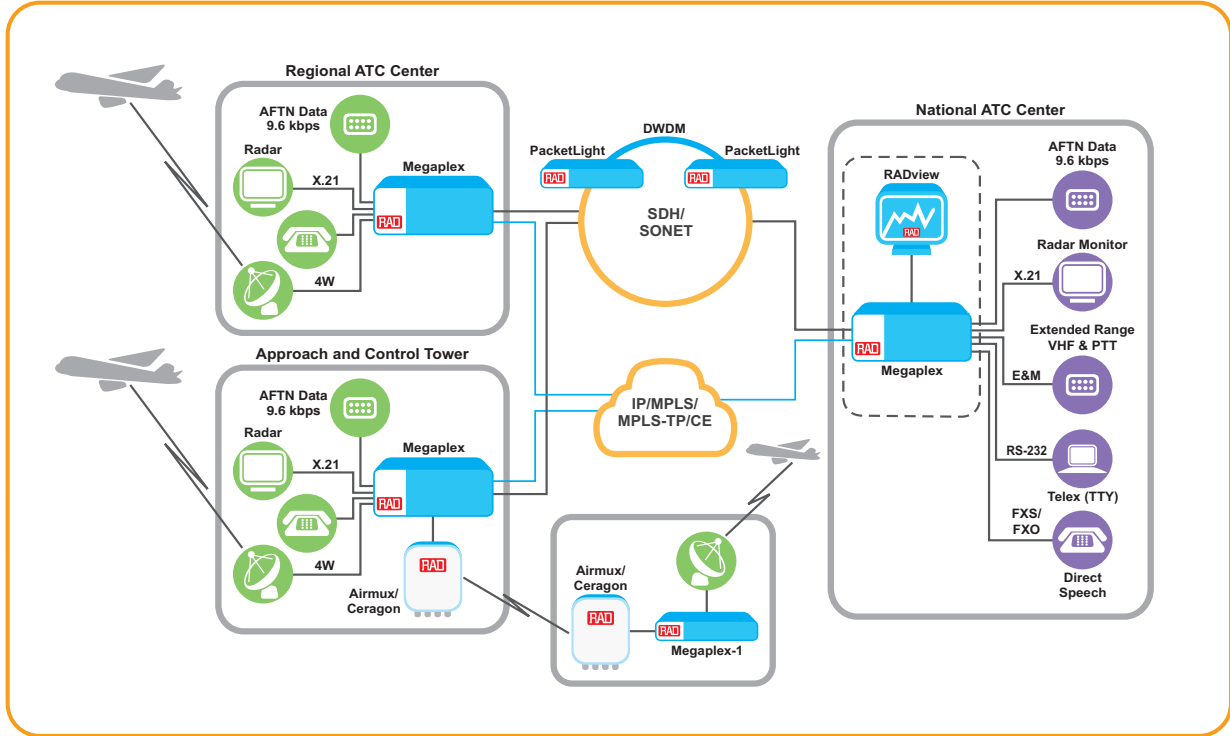 Regional ATC Center
AFTN Data
9.6 kbps
Radar
X.21
Megaplex
RAD
4W
Approach and Control Tower
AFTN Data
9.6 kbps
Radar
X.21
Megaplex
RAD
4W
RAD
Airmux/
Ceragon
DWDM
PacketLight
RAD
PacketLight
RAD
SDH/
SONET
IP/MPLS/
MPLS-TP/CE
Airmux/
Ceragon
RAD
RAD
Megaplex-1
National ATC Center
RADview
RAD
RAD
Megaplex
AFTN Data
9.6 kbps
Radar Monitor
X.21
Extended Range
VHF & PTT
E&M
RS-232
Telex (TTY)
FXS/
FXO
Direct
Speech